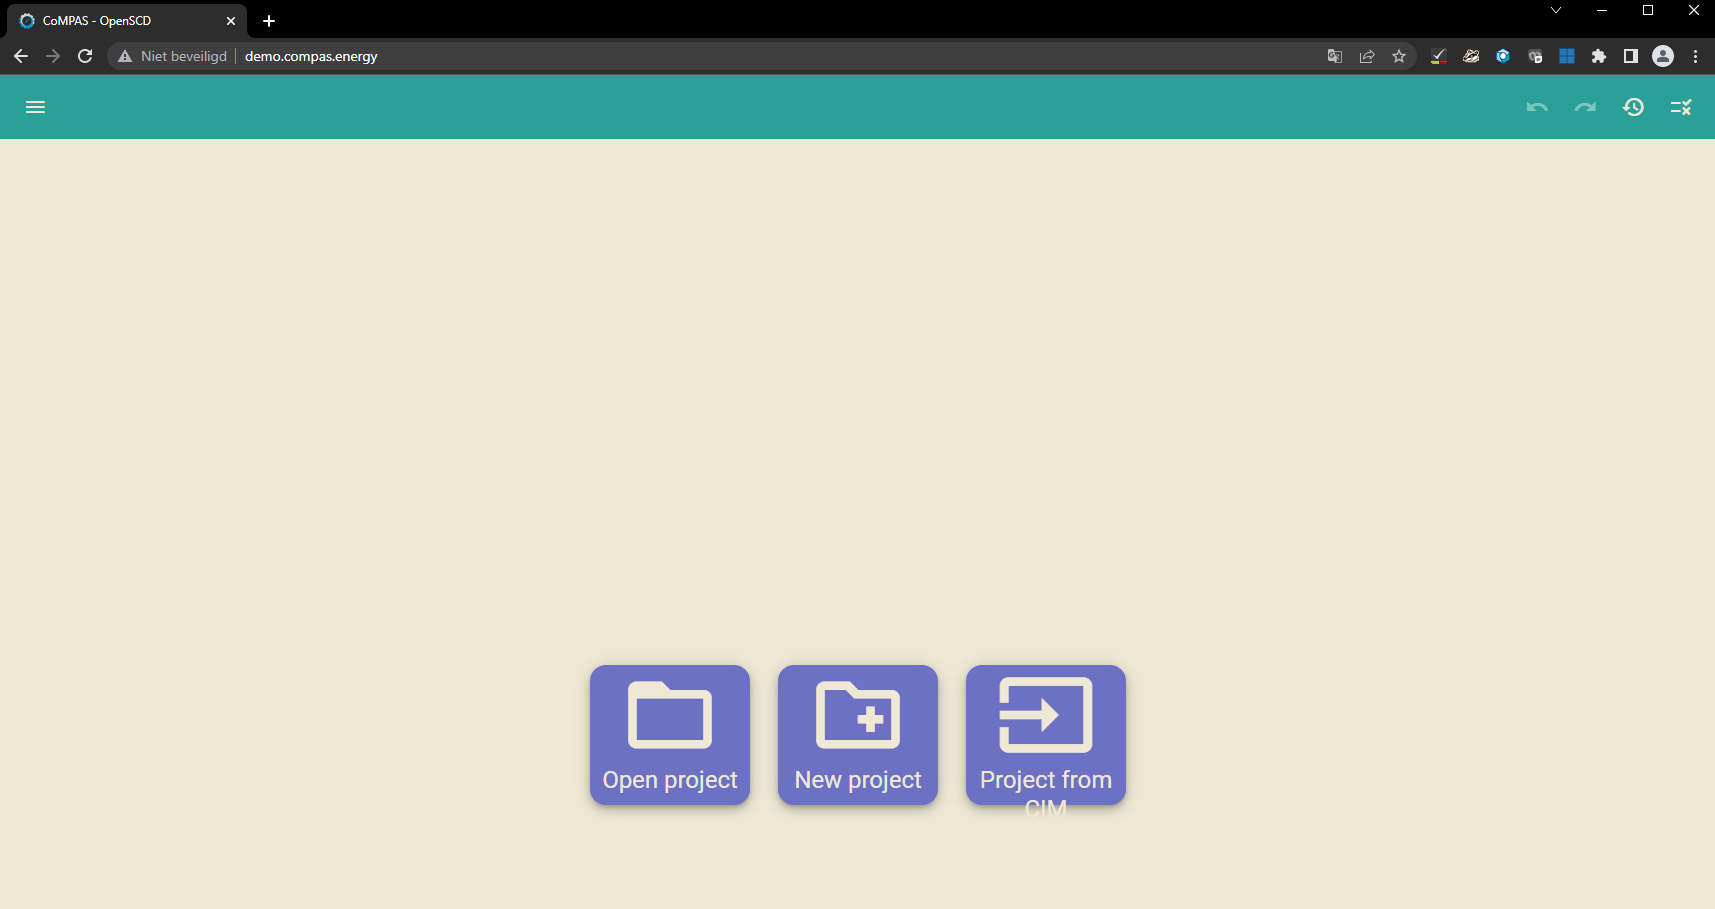 CoMPAS - OpenSCD
Niet beveiligd
demo.compas.energy
Open project
New project
Project from
CIM